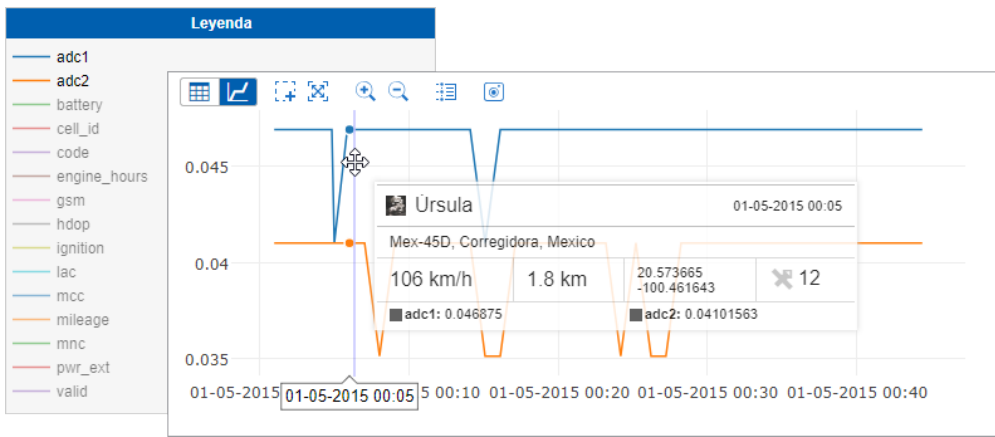 Leyenda
adc1
adc2
battery
cell_id
code
engine_hours
gsm
hdop
ignition
lac
mcc
mileage
mnc
pwr_ext
valid
0.045
0.04
0.035
Úrsula 01-05-2015 00:05
Mex-45D, Corregidora, Mexico
106 km/h 1.8 km 20.573665 12
-100.461643
adc1: 0.046875 adc2: 0.04101563
01-05-2015 01-05-2015 00:05 5 00:10 01-05-2015 00:20 01-05-2015 00:30 01-05-2015 00:40